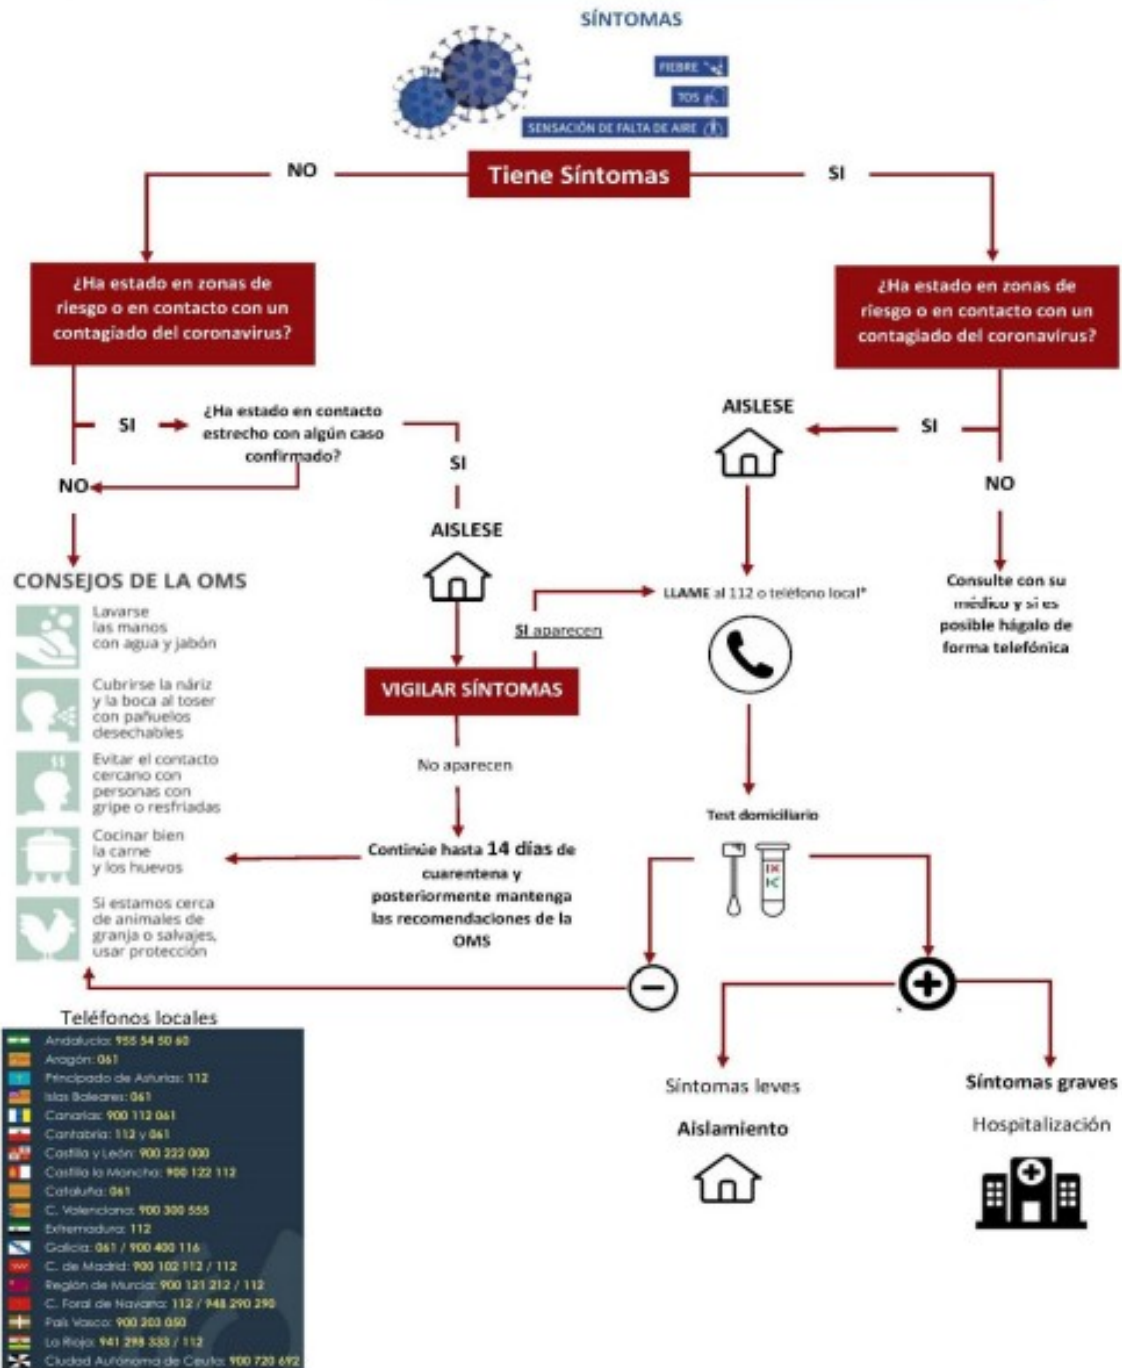 SÍNTOMAS
FIEBRE
TOS
SENSACIÓN DE FALTA DE AIRE
NO
Tiene Síntomas
SI
¿Ha estado en zonas de
riesgo o en contacto con un
contagiado del coronavirus?
¿Ha estado en zonas de
riesgo o en contacto con un
contagiado del coronavirus?
SI
¿Ha estado en contacto
estrecho con algún caso
confirmado?
SI
NO
AISLESE
SI
NO
AISLESE
CONSEJOS DE LA OMS
Lavarse
las manos
con agua y jabón
Cubrirse la náriz
y la boca al toser
con pañuelos
desechables
Evitar el contacto
cercano con
personas con
gripe o resfriadas
Cocinar bien
la carne
y los huevos
Si estamos cerca
de animales de
granja o salvajes,
usar protección
SI aparecen
VIGILAR SÍNTOMAS
No aparecen
Continúe hasta 14 días de
cuarentena y
posteriormente mantenga
las recomendaciones de la
OMS
LLAME al 112 o teléfono local*
Consulte con su
médico y si es
posible hágalo de
forma telefónica
Test domiciliario
Síntomas leves
Aislamiento
Síntomas graves
Hospitalización
Teléfonos locales
Andalucía: 955 54 50 60
Aragón: 061
Principado de Asturias: 112
Islas Baleares: 061
Canarias: 900 112 061
Cantabria: 112 y 061
Castilla y León: 900 222 000
Castilla la Mancha: 900 122 112
Cataluña: 061
C. Valenciana: 900 300 555
Extremadura: 112
Galicia: 061 / 900 400 116
C. de Madrid: 900 102 112 / 112
Región de Murcia: 900 121 212 / 112
C. Foral de Navarra: 112 / 948 290 290
País Vasco: 900 203 050
La Rioja: 941 298 333 / 112
Ciudad Autónoma de Ceuta: 900 720 692